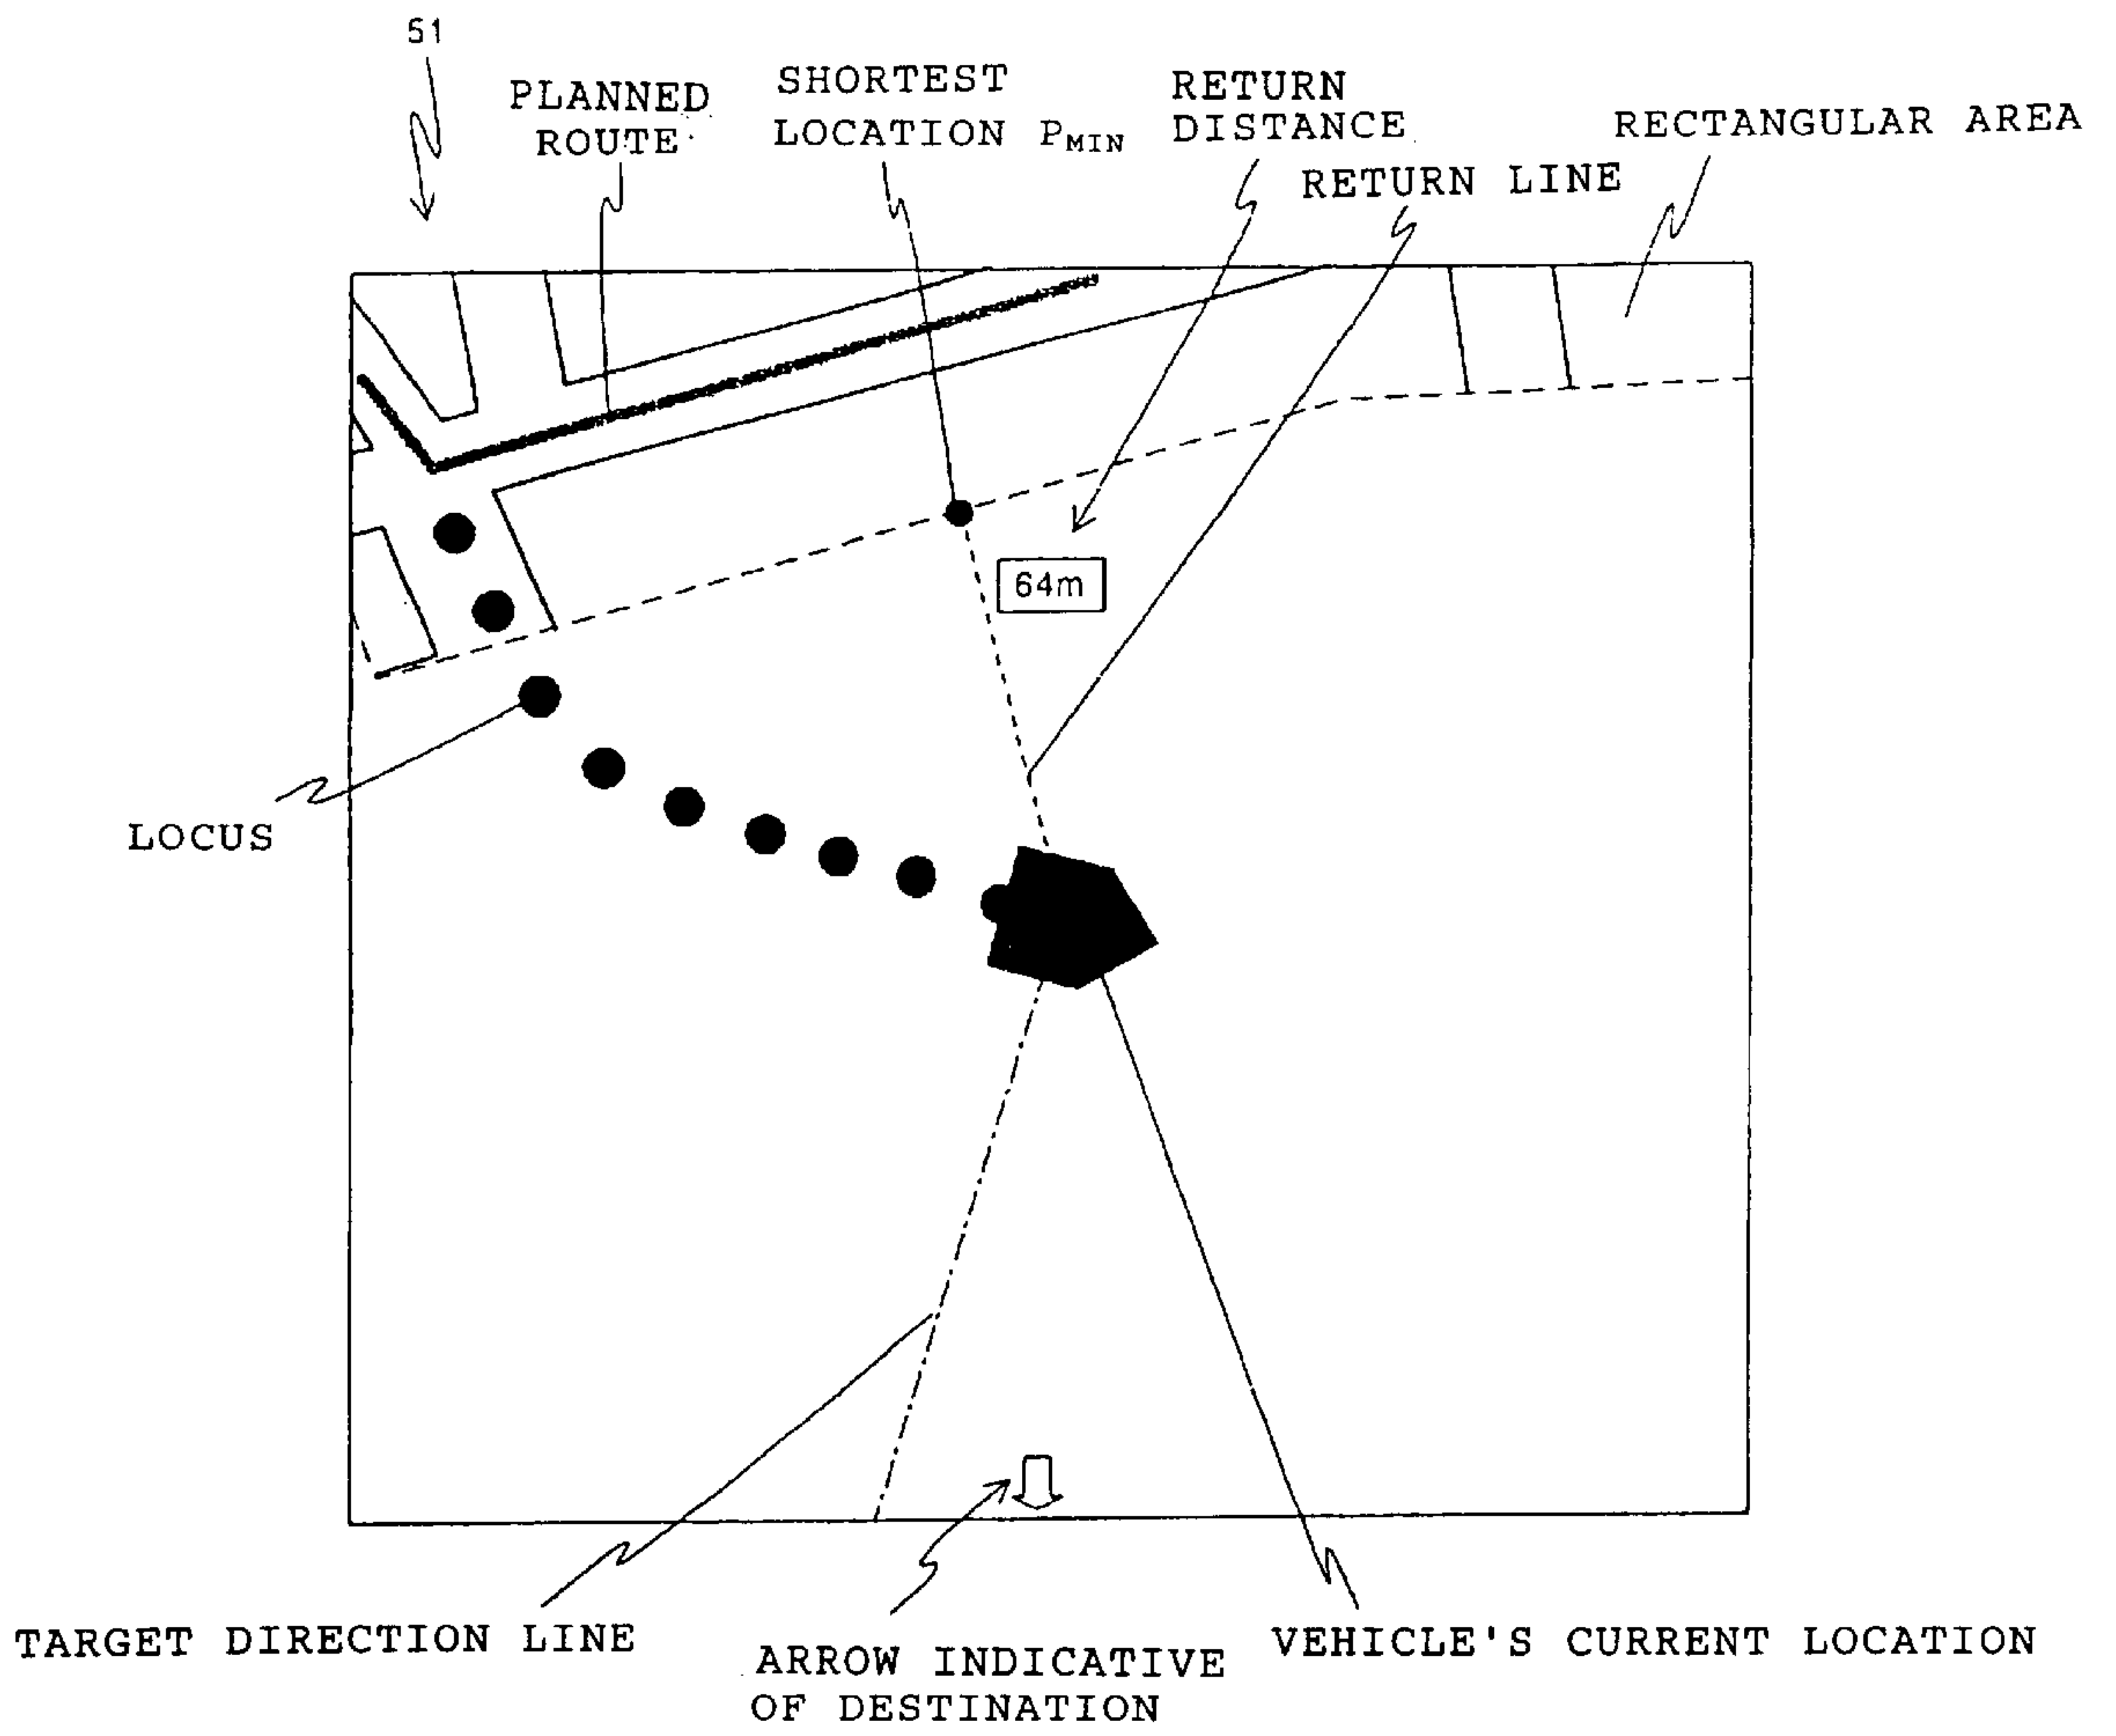 51
PLANNED
ROUTE
SHORTEST
LOCATION PMIN
RETURN
DISTANCE
RECTANGULAR AREA
RETURN LINE
64m
LOCUS
TARGET DIRECTION LINE
ARROW INDICATIVE
OF DESTINATION
VEHICLE'S CURRENT LOCATION